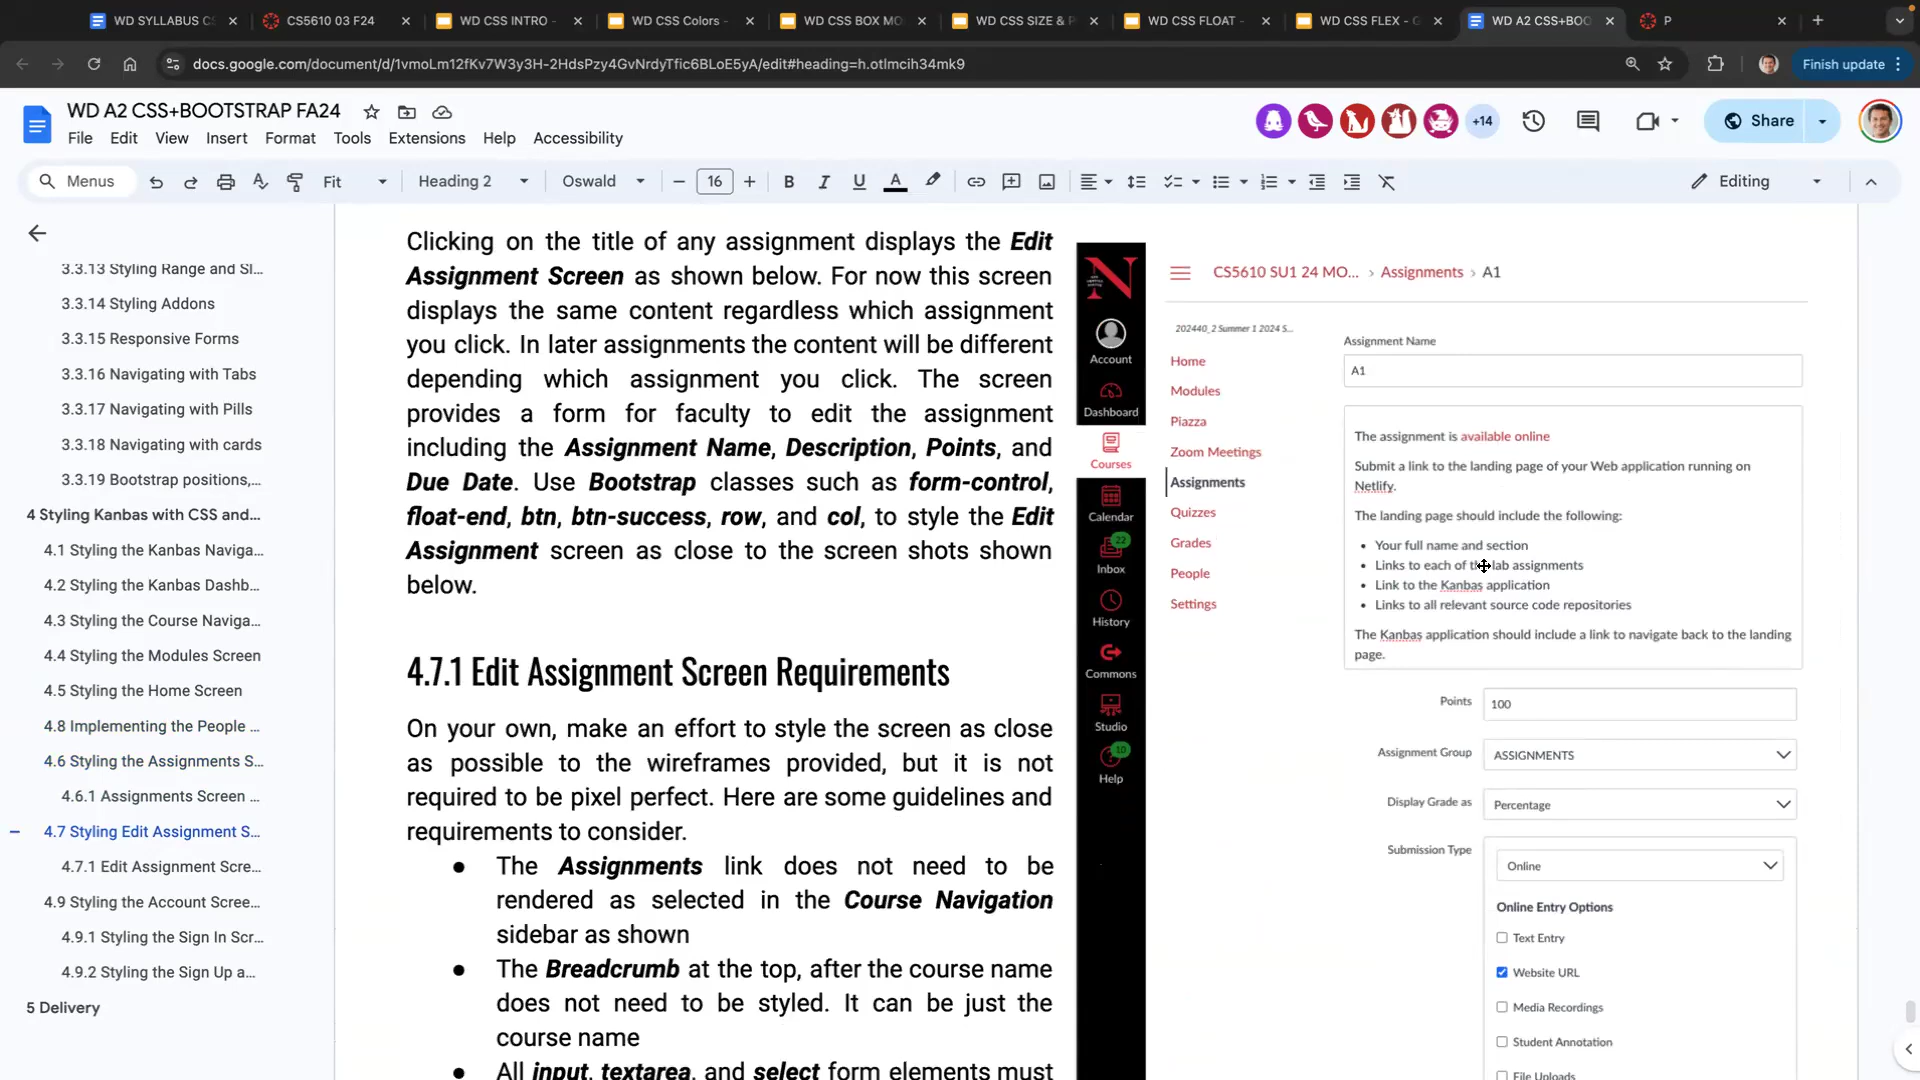 WD SYLLABUS CS
CS5610 03 F24
WD CSS INTRO -
WD CSS Colors -
WD CSS BOX MO
WD CSS SIZE & P
WD CSS FLOAT -
WD CSS FLEX - G
WD A2 CSS+BOO
P
docs.google.com/document/d/1vmoLm12fKv7W3y3H-2HdsPzy4GvNrdyTfic6BLoE5yA/edit#heading=h.otlmcih34mk9
Finish update
WD A2 CSS+BOOTSTRAP FA24
File Edit View Insert Format Tools Extensions Help Accessibility
+14
Share
Menus
Fit
Heading 2
Oswald
16
Editing
3.3.13 Styling Range and Sl...
3.3.14 Styling Addons
3.3.15 Responsive Forms
3.3.16 Navigating with Tabs
3.3.17 Navigating with Pills
3.3.18 Navigating with cards
3.3.19 Bootstrap positions,...
4 Styling Kanbas with CSS and...
4.1 Styling the Kanbas Naviga...
4.2 Styling the Kanbas Dashb...
4.3 Styling the Course Naviga...
4.4 Styling the Modules Screen
4.5 Styling the Home Screen
4.8 Implementing the People ...
4.6 Styling the Assignments S...
4.6.1 Assignments Screen ...
4.7 Styling Edit Assignment S...
4.7.1 Edit Assignment Scre...
4.9 Styling the Account Scree...
4.9.1 Styling the Sign In Scr...
4.9.2 Styling the Sign Up a...
5 Delivery
Clicking on the title of any assignment displays the Edit
Assignment Screen as shown below. For now this screen
displays the same content regardless which assignment
you click. In later assignments the content will be different
depending which assignment you click. The screen
provides a form for faculty to edit the assignment
including the Assignment Name, Description, Points, and
Due Date. Use Bootstrap classes such as form-control,
float-end, btn, btn-success, row, and col, to style the Edit
Assignment screen as close to the screen shots shown
below.
4.7.1 Edit Assignment Screen Requirements
On your own, make an effort to style the screen as close
as possible to the wireframes provided, but it is not
required to be pixel perfect. Here are some guidelines and
requirements to consider.
● The Assignments link does not need to be
rendered as selected in the Course Navigation
sidebar as shown
● The Breadcrumb at the top, after the course name
does not need to be styled. It can be just the
course name
● All input, textarea, and select form elements must
N
Account
Dashboard
Courses
Calendar
22
Inbox
History
Commons
Studio
10
Help
CS5610 SU1 24 MO... › Assignments › A1
202440_2 Summer 1 2024 S...
Home
Modules
Piazza
Zoom Meetings
Assignments
Quizzes
Grades
People
Settings
Assignment Name
A1
The assignment is available online
Submit a link to the landing page of your Web application running on
Netlify.
The landing page should include the following:
• Your full name and section
• Links to each of the lab assignments
• Link to the Kanbas application
• Links to all relevant source code repositories
The Kanbas application should include a link to navigate back to the landing
page.
Points
100
Assignment Group
ASSIGNMENTS
Display Grade as
Percentage
Submission Type
Online
Online Entry Options
Text Entry
Website URL
Media Recordings
Student Annotation
File Uploads